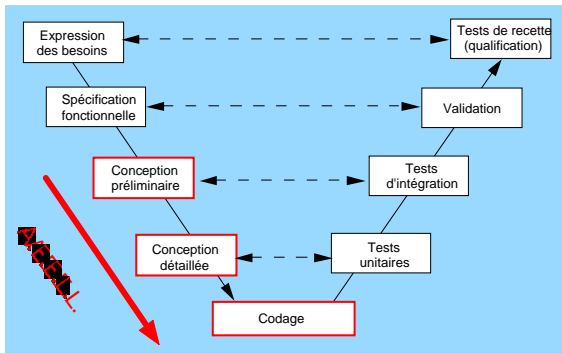 Expression
des besoins
Tests de recette
(qualification)
Spécification
fonctionnelle
Validation
Conception
préliminaire
Tests
d'intégration
Conception
détaillée
Tests
unitaires
Codage